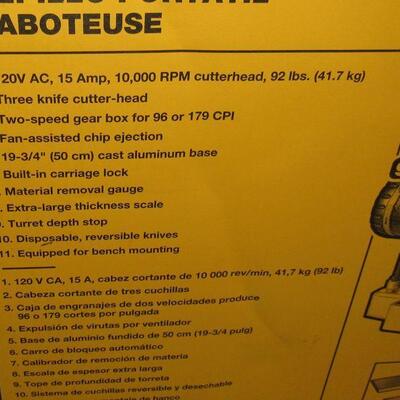 ABOTEUSE
20V AC, 15 Amp, 10,000 RPM cutterhead, 92 lbs. (41.7 kg)
Three knife cutter-head
Two-speed gear box for 96 or 179 CPI
Fan-assisted chip ejection
19-3/4" (50 cm) cast aluminum base
Built-in carriage lock
. Material removal gauge
. Extra-large thickness scale
. Turret depth stop
10. Disposable, reversible knives
11. Equipped for bench mounting
1. 120 V CA, 15 A, cabez cortante de 10 000 rev/min, 41,7 kg (92 lb)
2. Cabeza cortante de tres cuchillas
3. Caja de engranajes de dos velocidades produce
96 o 179 cortes por pulgada
4. Expulsión de virutas por ventilador
5. Base de aluminio fundido de 50 cm (19-3/4 pulg)
6. Carro de bloqueo automático
7. Calibrador de remoción de materia
8. Escala de espesor extra larga
9. Tope de profundidad de torreta
10. Sistema de cuchillas reversible y desechable